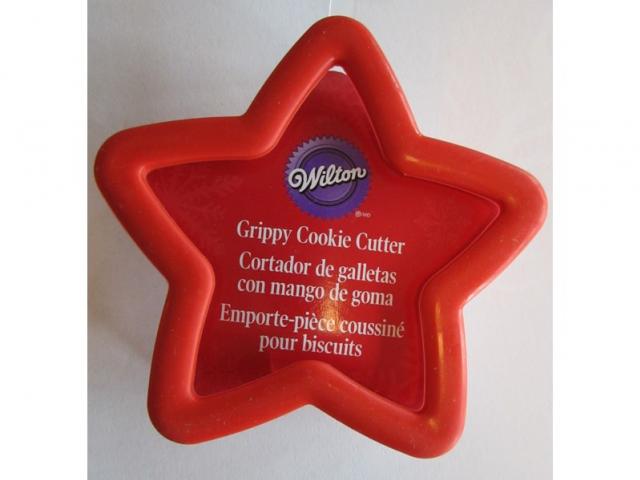 Wilton
Grippy Cookie Cutter
Cortador de galletas
con mango de goma
Emporte-pièce coussiné
pour biscuits